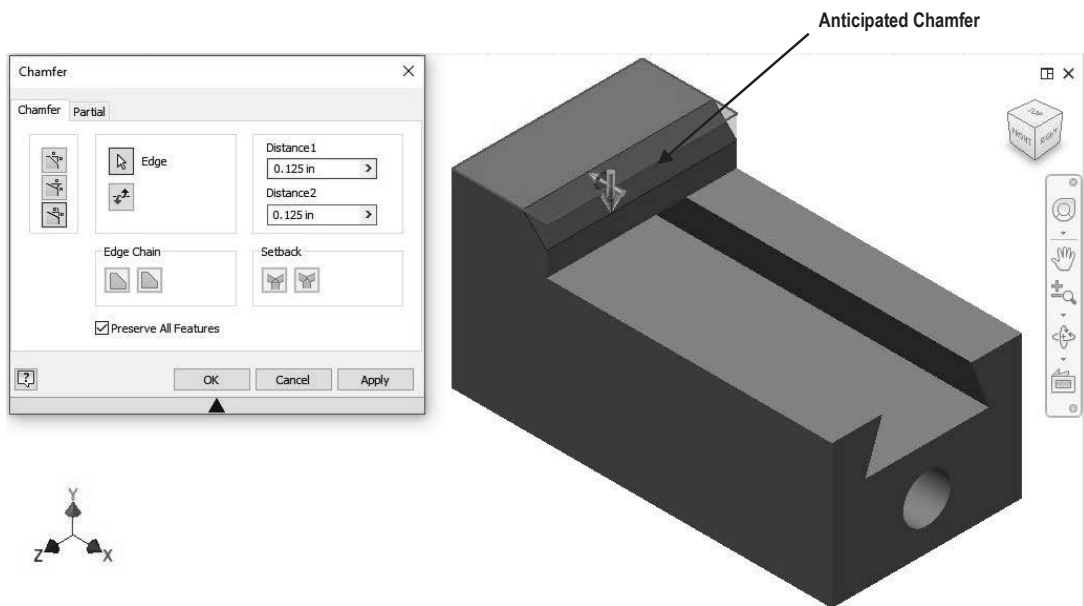 Anticipated Chamfer
Chamfer
Chamfer Partial
Edge
Distance1
0.125 in
Distance2
0.125 in
Edge Chain
Setback
Preserve All Features
?
OK Cancel Apply
TOP
FRONT RIGHT
Y
Z X